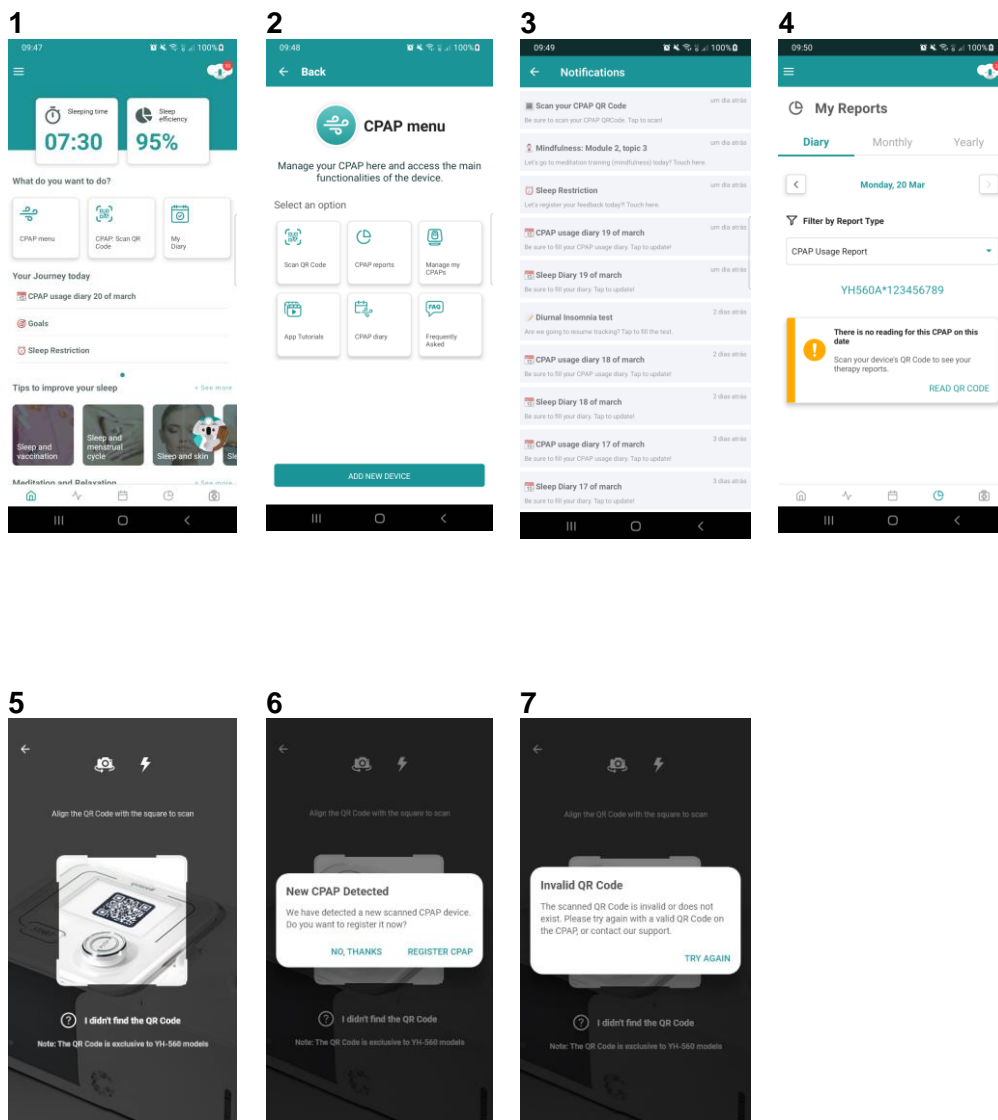 1
09:47
100%
Sleeping time
07:30
Sleep
efficiency
95%
What do you want to do?
CPAP menu
CPAP: Scan QR
Code
My
Diary
Your Journey today
CPAP usage diary 20 of march
Goals
Sleep Restriction
Tips to improve your sleep
+ See more
Sleep and
vaccination
Sleep and
menstrual
cycle
Sleep and skin
Sle
Meditation and Relaxation
+ See more
2
09:48
100%
Back
CPAP menu
Manage your CPAP here and access the main
functionalities of the device.
Select an option
Scan QR Code
CPAP reports
Manage my
CPAPs
App Tutorials
CPAP diary
FAQ
Frequently
Asked
ADD NEW DEVICE
3
09:49
100%
Notifications
Scan your CPAP QR Code
um dia atrás
Be sure to scan your CPAP QRCode. Tap to scan!
Mindfulness: Module 2, topic 3
um dia atrás
Let's go to meditation training (mindfulness) today? Touch here.
Sleep Restriction
um dia atrás
Let's register your feedback today? Touch here.
CPAP usage diary 19 of march
um dia atrás
Be sure to fill your CPAP usage diary. Tap to update!
Sleep Diary 19 of march
um dia atrás
Be sure to fill your diary. Tap to update!
Diurnal Insomnia test
2 dias atrás
Are we going to resume tracking? Tap to fill the test.
CPAP usage diary 18 of march
2 dias atrás
Be sure to fill your CPAP usage diary. Tap to update!
Sleep Diary 18 of march
2 dias atrás
Be sure to fill your diary. Tap to update!
CPAP usage diary 17 of march
3 dias atrás
Be sure to fill your CPAP usage diary. Tap to update!
Sleep Diary 17 of march
3 dias atrás
Be sure to fill your diary. Tap to update!
4
09:50
100%
My Reports
Diary
Monthly
Yearly
Monday, 20 Mar
Filter by Report Type
CPAP Usage Report
YH560A*123456789
There is no reading for this CPAP on this
date
Scan your device's QR Code to see your
therapy reports.
READ QR CODE
5
Align the QR Code with the square to scan
I didn't find the QR Code
Note: The QR Code is exclusive to YH-560 models
6
Align the QR Code with the square to scan
New CPAP Detected
We have detected a new scanned CPAP device.
Do you want to register it now?
NO, THANKS
REGISTER CPAP
I didn't find the QR Code
Note: The QR Code is exclusive to YH-560 models
7
Align the QR Code with the square to scan
Invalid QR Code
The scanned QR Code is invalid or does not
exist. Please try again with a valid QR Code on
the CPAP, or contact our support.
TRY AGAIN
I didn't find the QR Code
Note: The QR Code is exclusive to YH-560 models